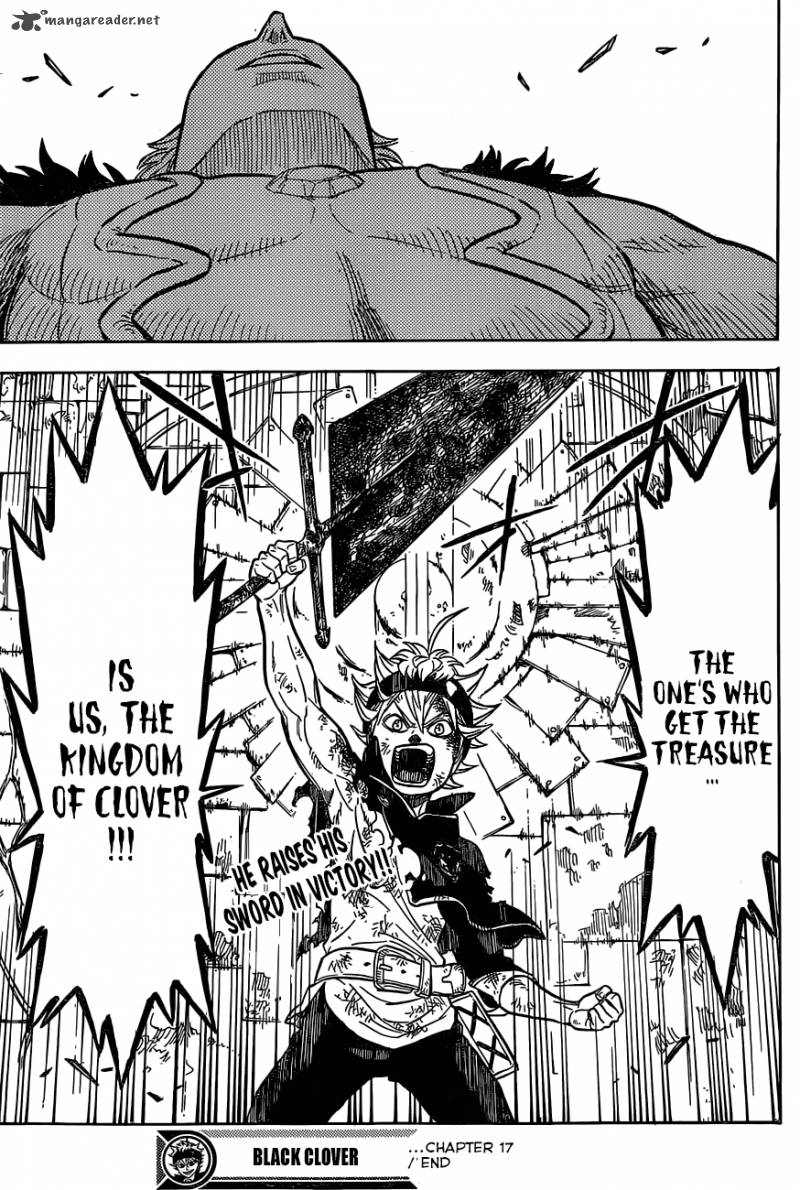 mangareader.net
THE
ONE'S WHO
GET THE
TREASURE
...
IS
US, THE
KINGDOM
OF CLOVER
!!!
HE RAISES HIS
SWORD IN VICTORY!!
BLACK CLOVER
...CHAPTER 17
/ END